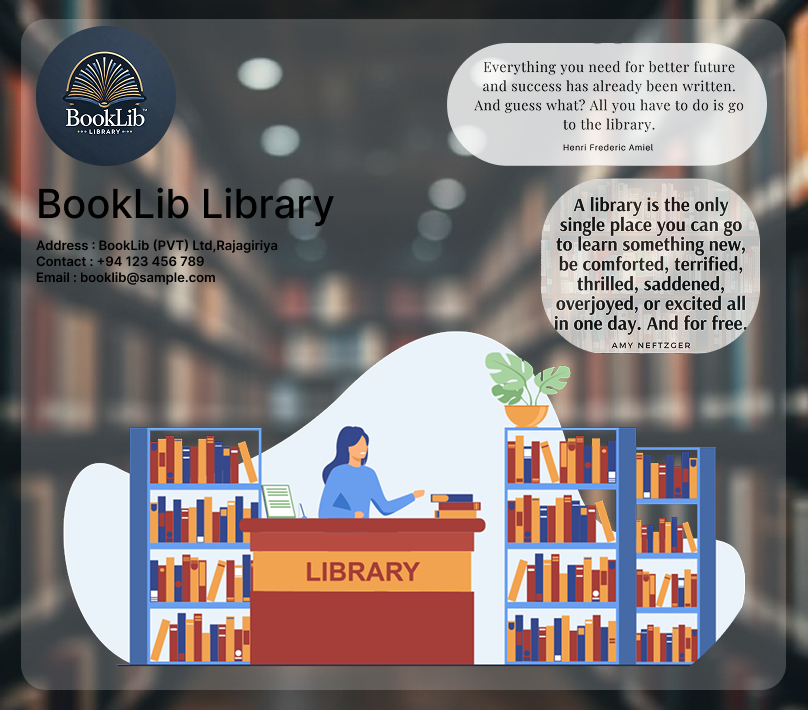 BookLib™
LIBRARY
BookLib Library
Address : BookLib (PVT) Ltd,Rajagiriya
Contact : +94 123 456 789
Email : booklib@sample.com
Everything you need for better future
and success has already been written.
And guess what? All you have to do is go
to the library.
Henri Frederic Amiel
A library is the only
single place you can go
to learn something new,
be comforted, terrified,
thrilled, saddened,
overjoyed, or excited all
in one day. And for free.
AMY NEFTZGER
LIBRARY